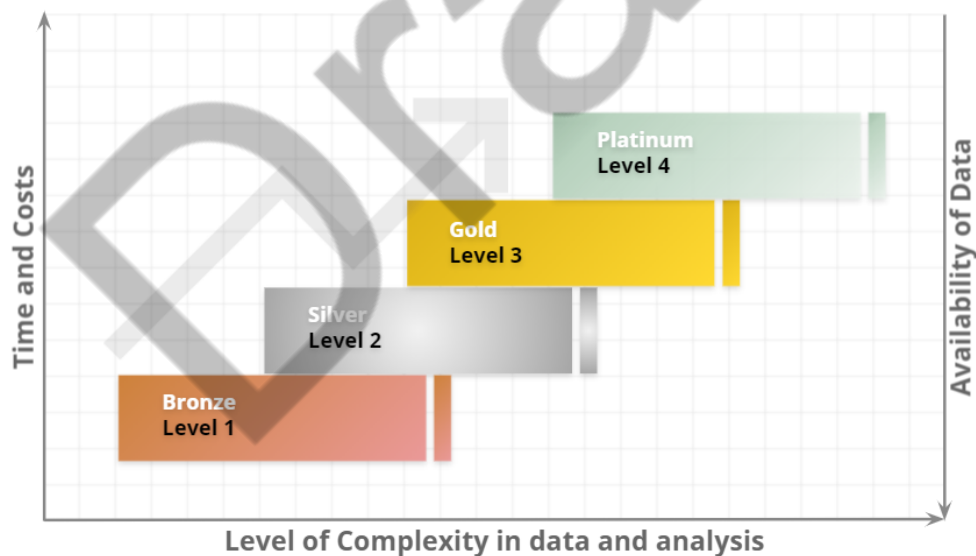 Time and Costs
Platinum
Level 4
Gold
Level 3
Silver
Level 2
Bronze
Level 1
Availability of Data
Level of Complexity in data and analysis